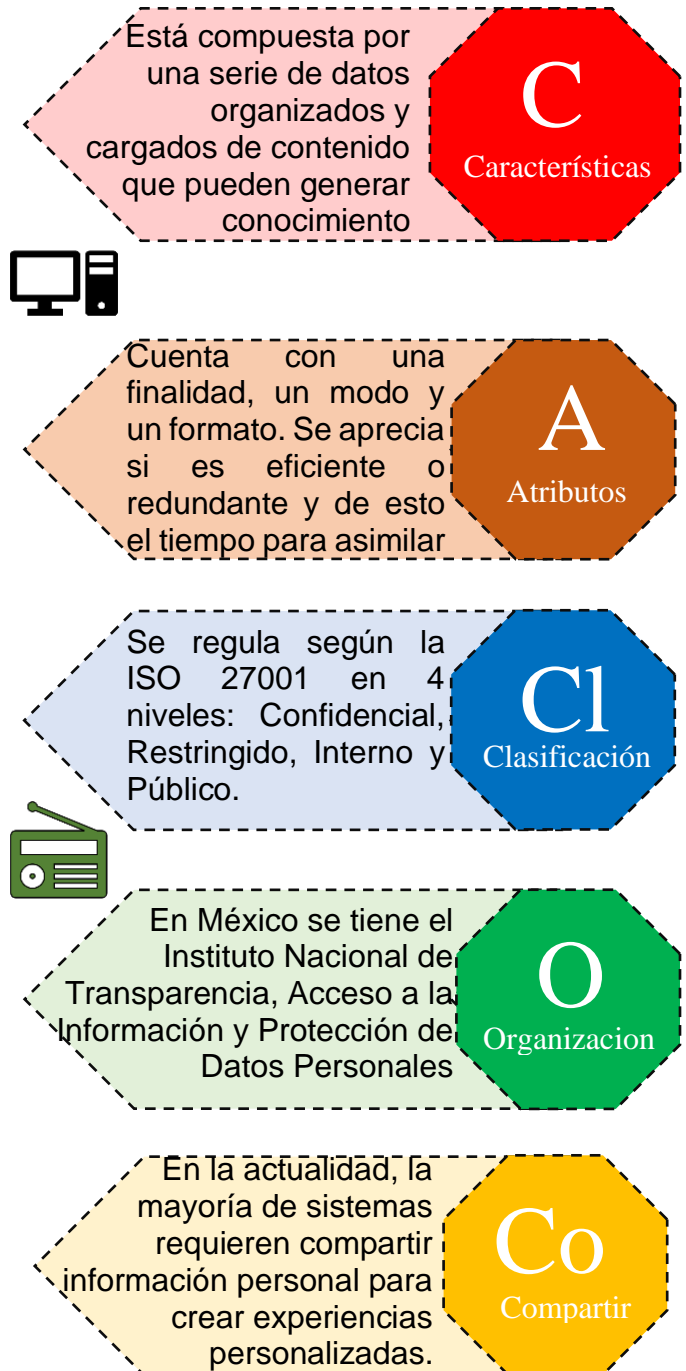 Está compuesta por
una serie de datos
organizados y
cargados de contenido
que pueden generar
conocimiento
C
Características
Cuenta con una
finalidad, un modo y
un formato. Se aprecia
si es eficiente o
redundante y de esto
el tiempo para asimilar
A
Atributos
Se regula según la
ISO 27001 en 4
niveles: Confidencial,
Restringido, Interno y
Público.
Cl
Clasificación
En México se tiene el
Instituto Nacional de
Transparencia, Acceso a la
Información y Protección de
Datos Personales
O
Organizacion
En la actualidad, la
mayoría de sistemas
requieren compartir
información personal para
crear experiencias
personalizadas.
Co
Compartir